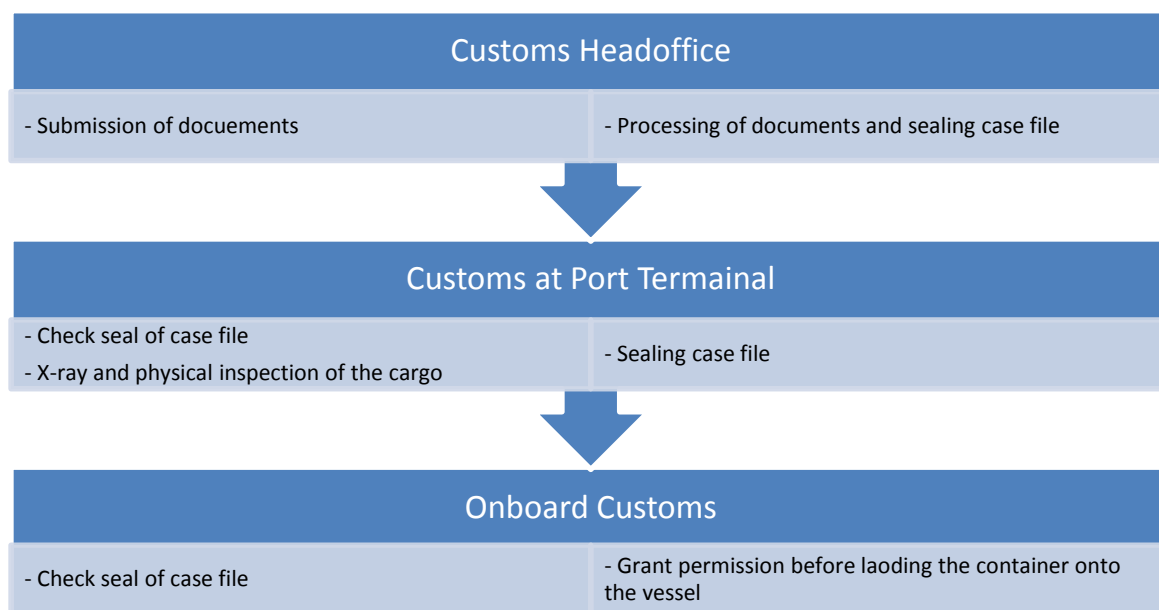 Customs Headoffice
- Submission of docuements
- Processing of documents and sealing case file
Customs at Port Termainal
- Check seal of case file
- X-ray and physical inspection of the cargo
- Sealing case file
Onboard Customs
- Check seal of case file
- Grant permission before laoding the container onto
the vessel